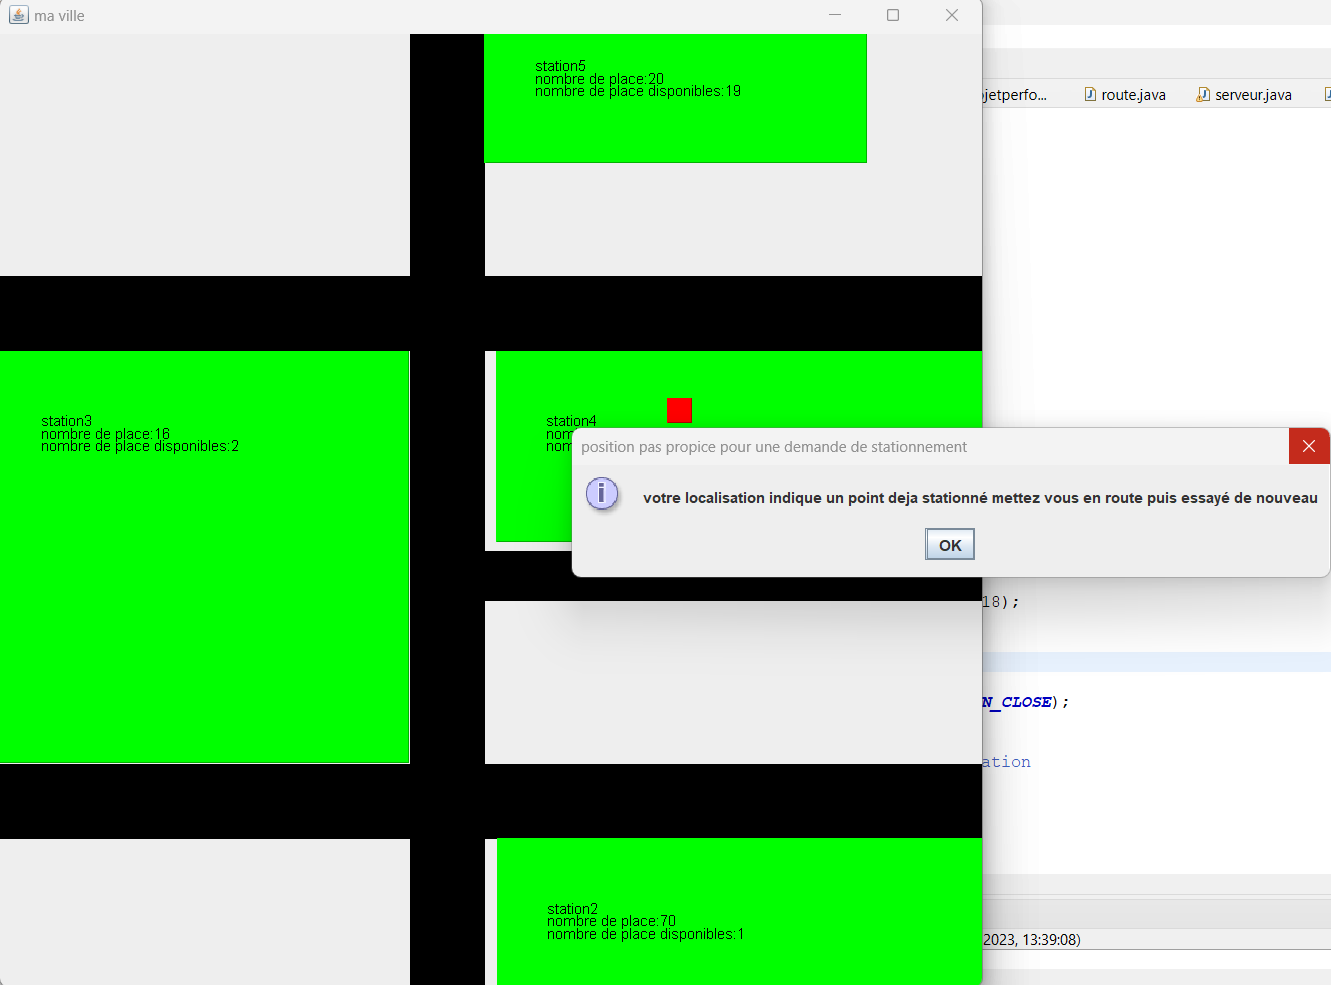 ma ville
station5
nombre de place:20
nombre de place disponibles:19
route.java
serveur.java
station3
nombre de place:16
nombre de place disponibles:2
station4
position pas propice pour une demande de stationnement
votre localisation indique un point deja stationné mettez vous en route puis essayé de nouveau
OK
18);
N_CLOSE);
ation
station2
nombre de place:70
nombre de place disponibles:1
2023, 13:39:08)